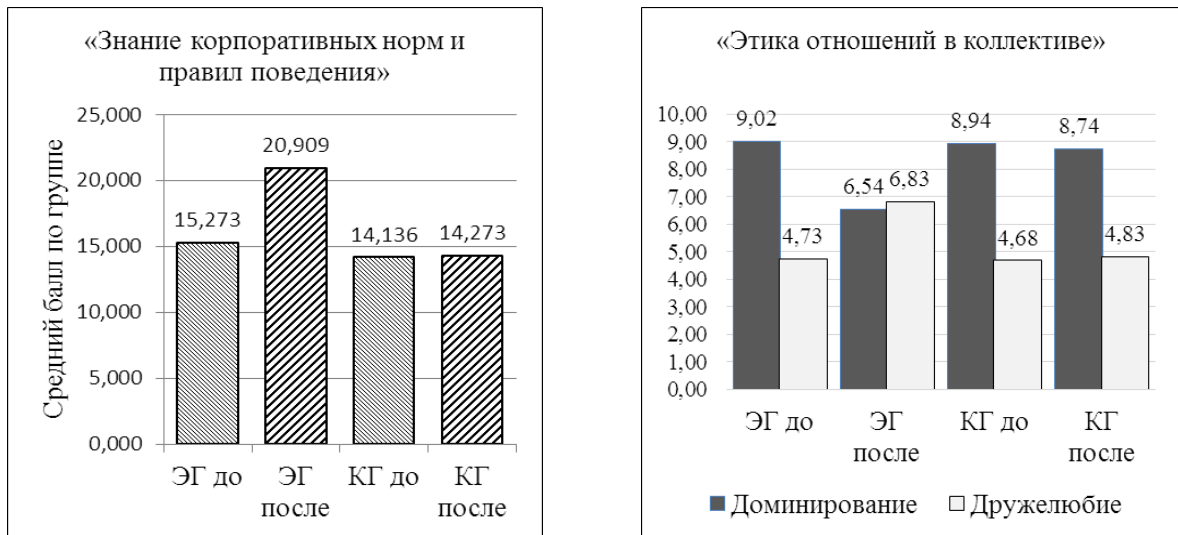 «Знание корпоративных норм и
правил поведения»
Средний балл по группе
25,000
20,000
15,000
10,000
5,000
0,000
15,273
20,909
14,136
14,273
ЭГ до
ЭГ
после
КГ до
КГ
после
«Этика отношений в коллективе»
10,00
9,00
8,00
7,00
6,00
5,00
4,00
3,00
2,00
1,00
0,00
9,02
4,73
6,54
6,83
8,94
4,68
8,74
4,83
ЭГ до
ЭГ
после
КГ до
КГ
после
Доминирование
Дружелюбие